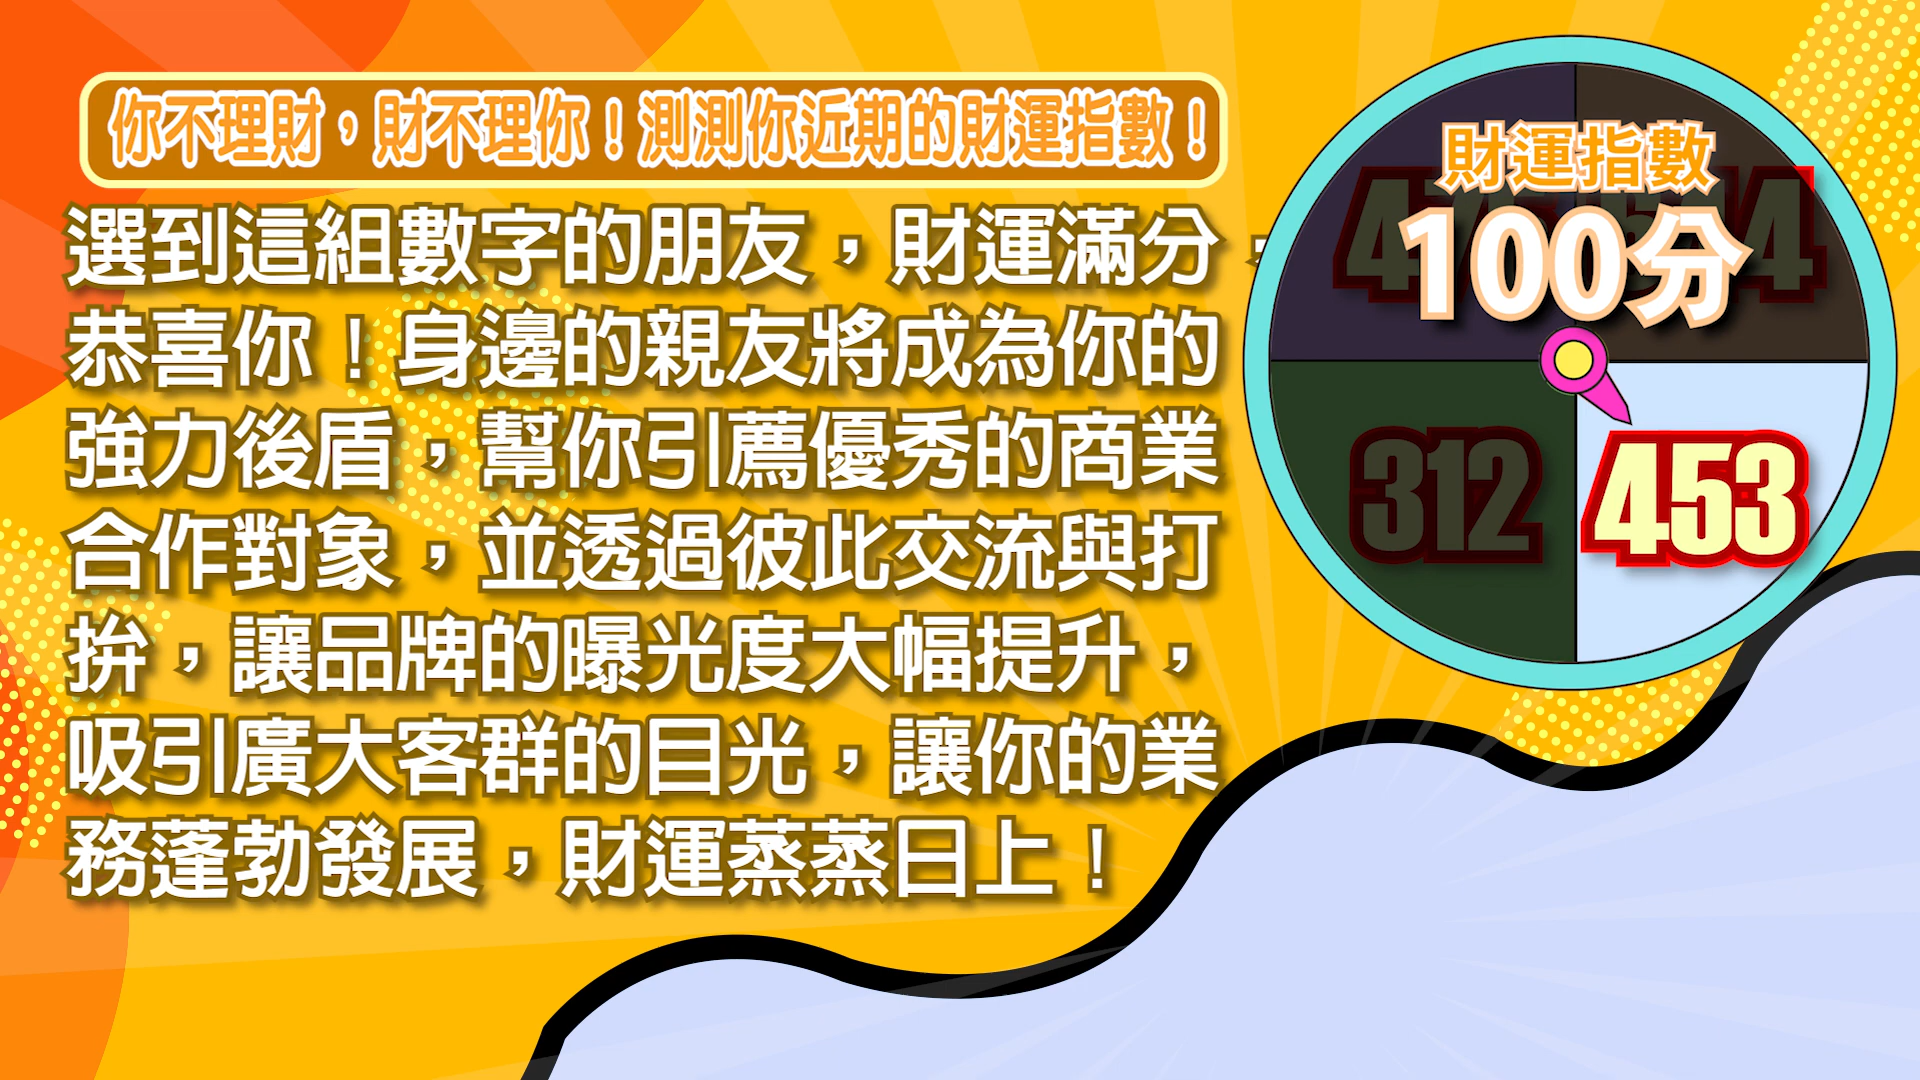 你不理財，財不理你！測測你近期的財運指數！
選到這組數字的朋友，財運滿分，
恭喜你！身邊的親友將成為你的
強力後盾，幫你引薦優秀的商業
合作對象，並透過彼此交流與打
拚，讓品牌的曝光度大幅提升，
吸引廣大客群的目光，讓你的業
務蓬勃發展，財運蒸蒸日上！
財運指數
100分
312
453